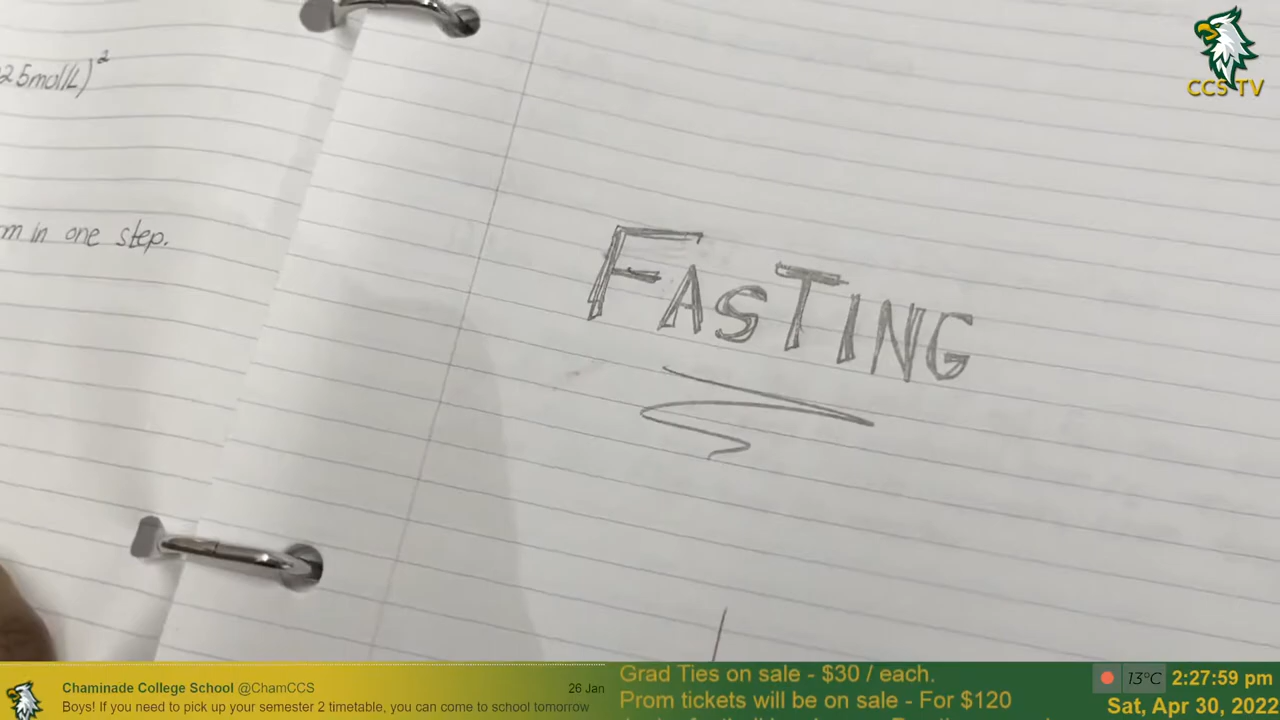 25mol/L)²
m in one step.
FASTING
CCS TV
Chaminade College School @ChamCCS
26 Jan
Boys! If you need to pick up your semester 2 timetable, you can come to school tomorrow
Grad Ties on sale - $30 / each.
Prom tickets will be on sale - For $120
13°C
2:27:59 pm
Sat, Apr 30, 2022